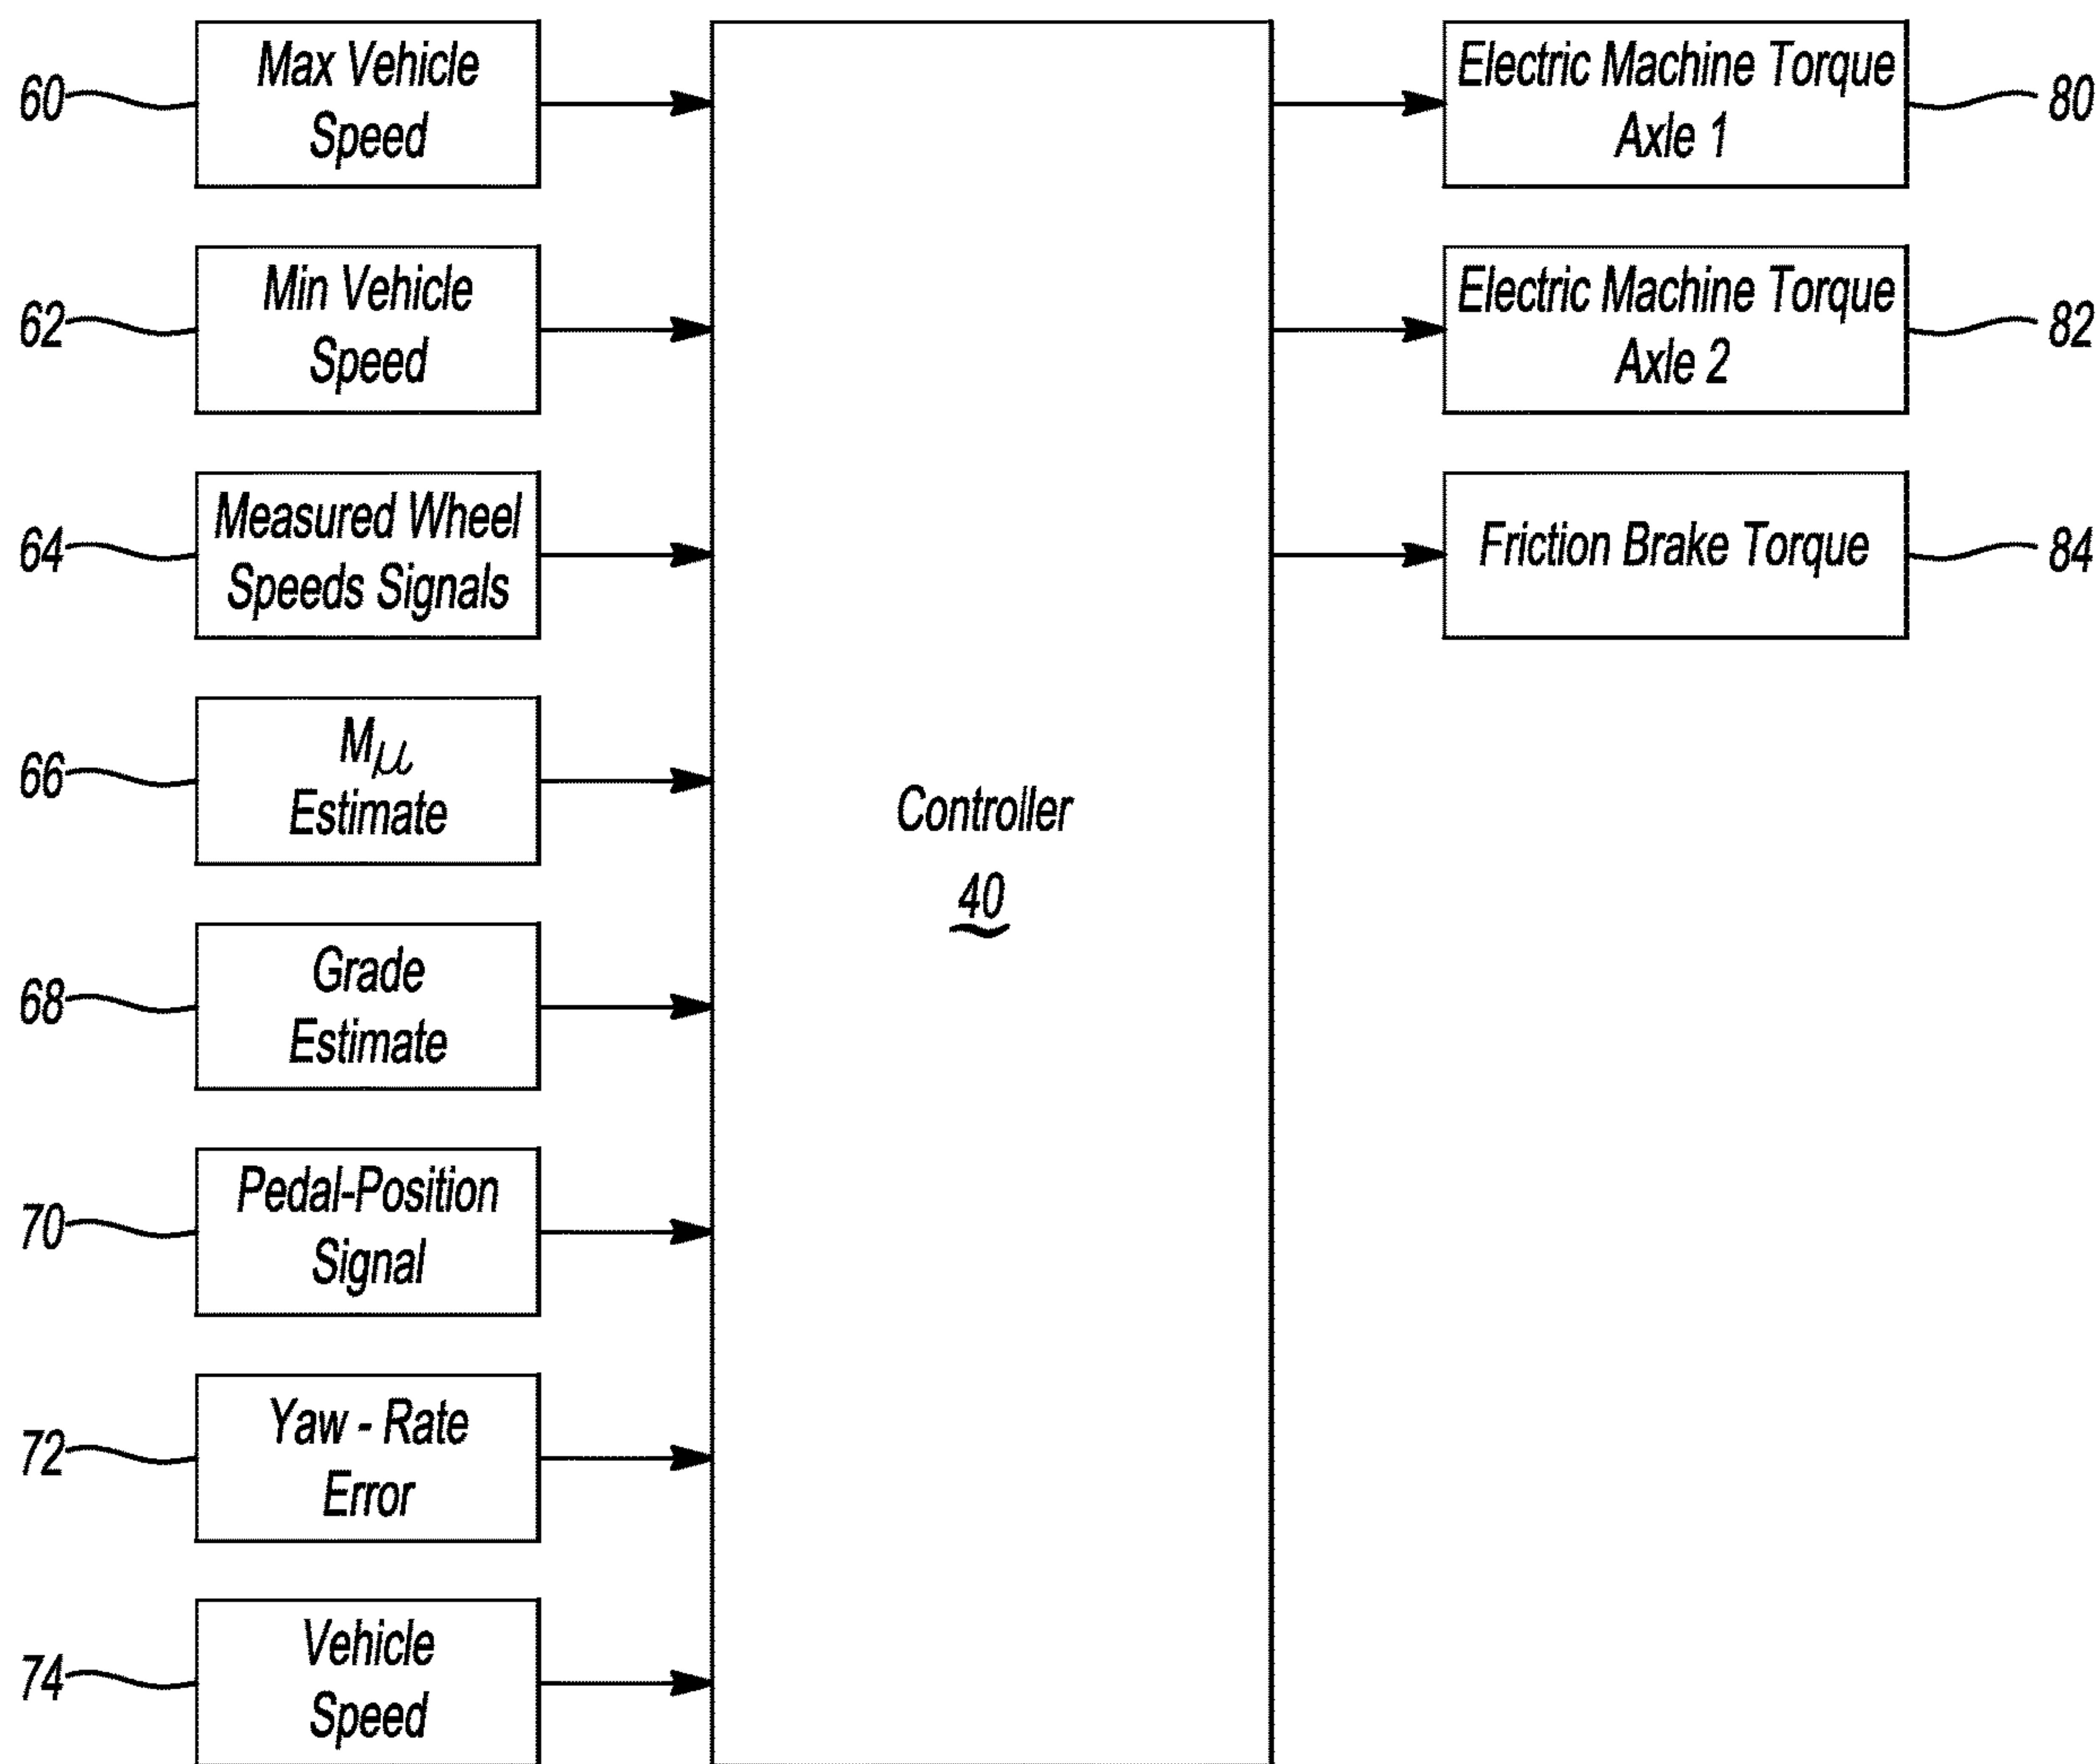 60
Max Vehicle
Speed
62
Min Vehicle
Speed
64
Measured Wheel
Speeds Signals
66
Mμ
Estimate
68
Grade
Estimate
70
Pedal-Position
Signal
72
Yaw - Rate
Error
74
Vehicle
Speed
Controller
40
Electric Machine Torque
Axle 1
80
Electric Machine Torque
Axle 2
82
Friction Brake Torque
84